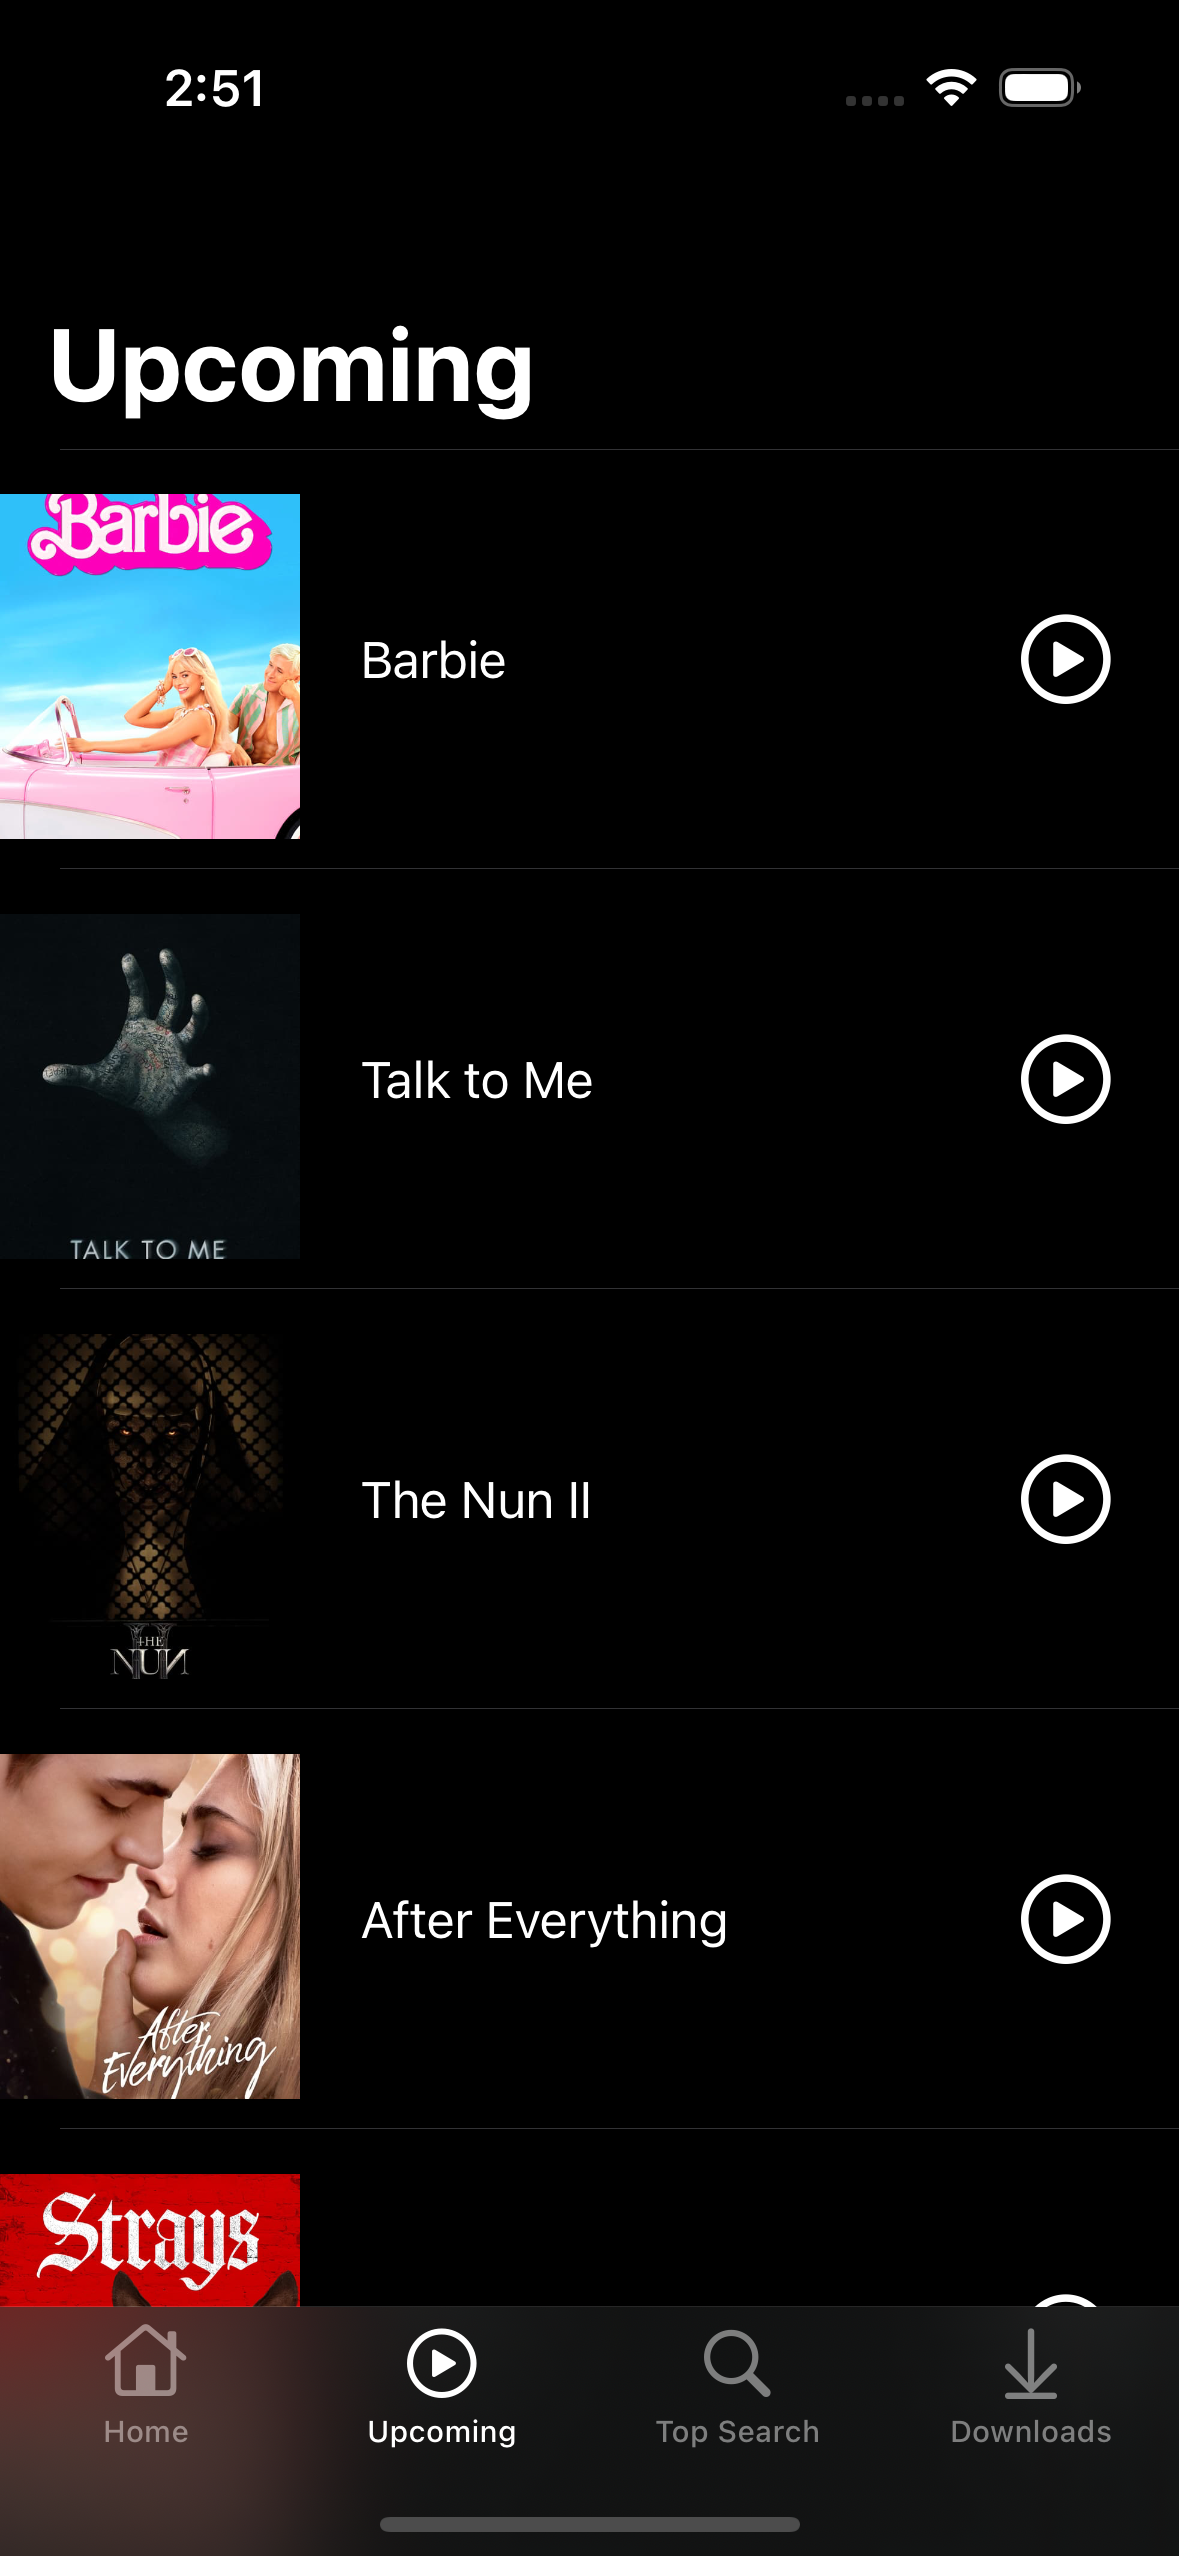 2:51
Upcoming
Barbie
Barbie
TALK TO ME
Talk to Me
THE
NUN
The Nun II
After
Everything
After Everything
Strays
Home
Upcoming
Top Search
Downloads